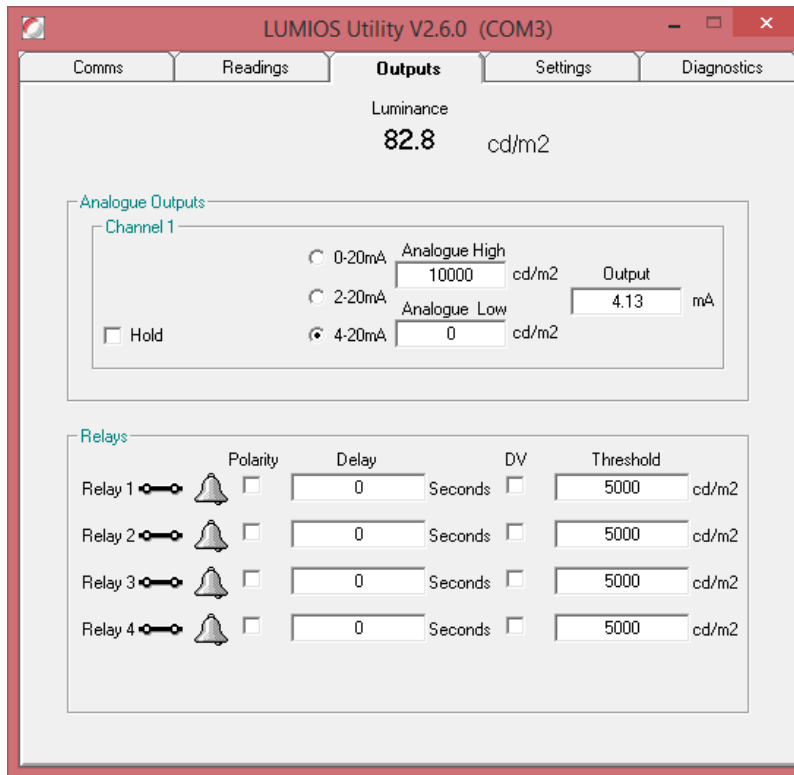 LUMIOS Utility V2.6.0 (COM3)
Comms Readings Outputs Settings Diagnostics
Luminance
82.8 cd/m2
Analogue Outputs
Channel 1
0-20mA Analogue High
10000 cd/m2 Output
2-20mA 4.13 mA
Analogue Low
Hold 4-20mA 0 cd/m2
Relays
Polarity Delay DV Threshold
Relay 1 0 Seconds 5000 cd/m2
Relay 2 0 Seconds 5000 cd/m2
Relay 3 0 Seconds 5000 cd/m2
Relay 4 0 Seconds 5000 cd/m2